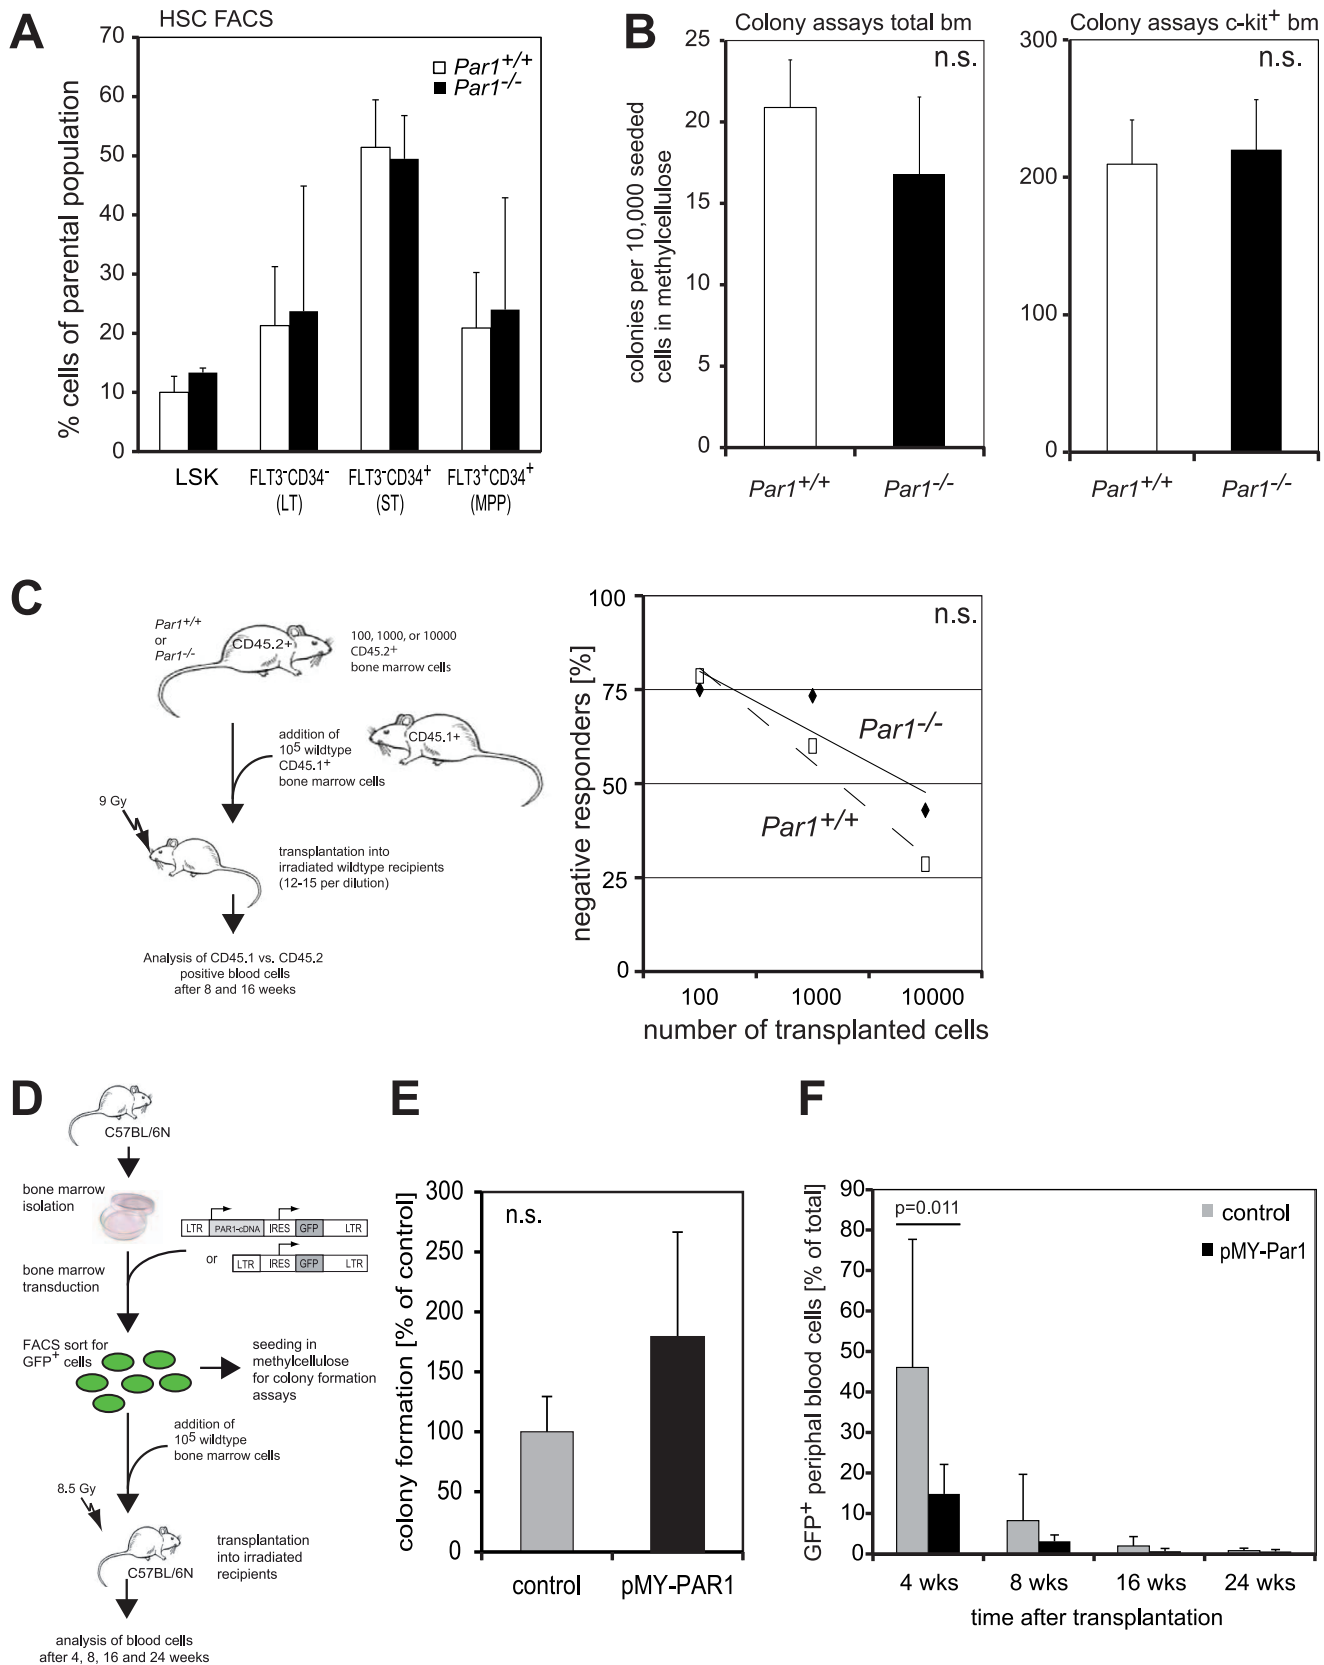 A
HSC FACS
% cells of parental population
70
60
50
40
30
20
10
0
Par1+/+
Par1-/-
LSK
FLT3-CD34-
(LT)
FLT3-CD34+
(ST)
FLT3+CD34+
(MPP)
B
Colony assays total bm
colonies per 10,000 seeded
cells in methylcellulose
25
20
15
10
5
0
n.s.
Par1+/+
Par1-/-
Colony assays c-kit+ bm
300
200
100
0
n.s.
Par1+/+
Par1-/-
C
Par1+/+
or
Par1-/-
CD45.2+
100, 1000, or 10000
CD45.2+
bone marrow cells
addition of
105 wildtype
CD45.1+
bone marrow cells
CD45.1+
9 Gy
transplantation into
irradiated wildtype recipients
(12-15 per dilution)
Analysis of CD45.1 vs. CD45.2
positive blood cells
after 8 and 16 weeks
negative responders [%]
100
75
50
25
0
n.s.
Par1-/-
Par1+/+
100
1000
10000
number of transplanted cells
D
C57BL/6N
bone marrow
isolation
LTR PAR1-cDNA IRES GFP LTR
or
LTR IRES GFP LTR
bone marrow
transduction
FACS sort for
GFP+ cells
seeding in
methylcellulose
for colony formation
assays
addition of
105 wildtype
bone marrow cells
8.5 Gy
C57BL/6N
transplantation
into irradiated
recipients
analysis of blood cells
after 4, 8, 16 and 24 weeks
E
colony formation [% of control]
300
250
200
150
100
50
0
n.s.
control
pMY-PAR1
F
GFP+ periphal blood cells [% of total]
90
80
70
60
50
40
30
20
10
0
p=0.011
control
pMY-Par1
4 wks
8 wks
16 wks
24 wks
time after transplantation